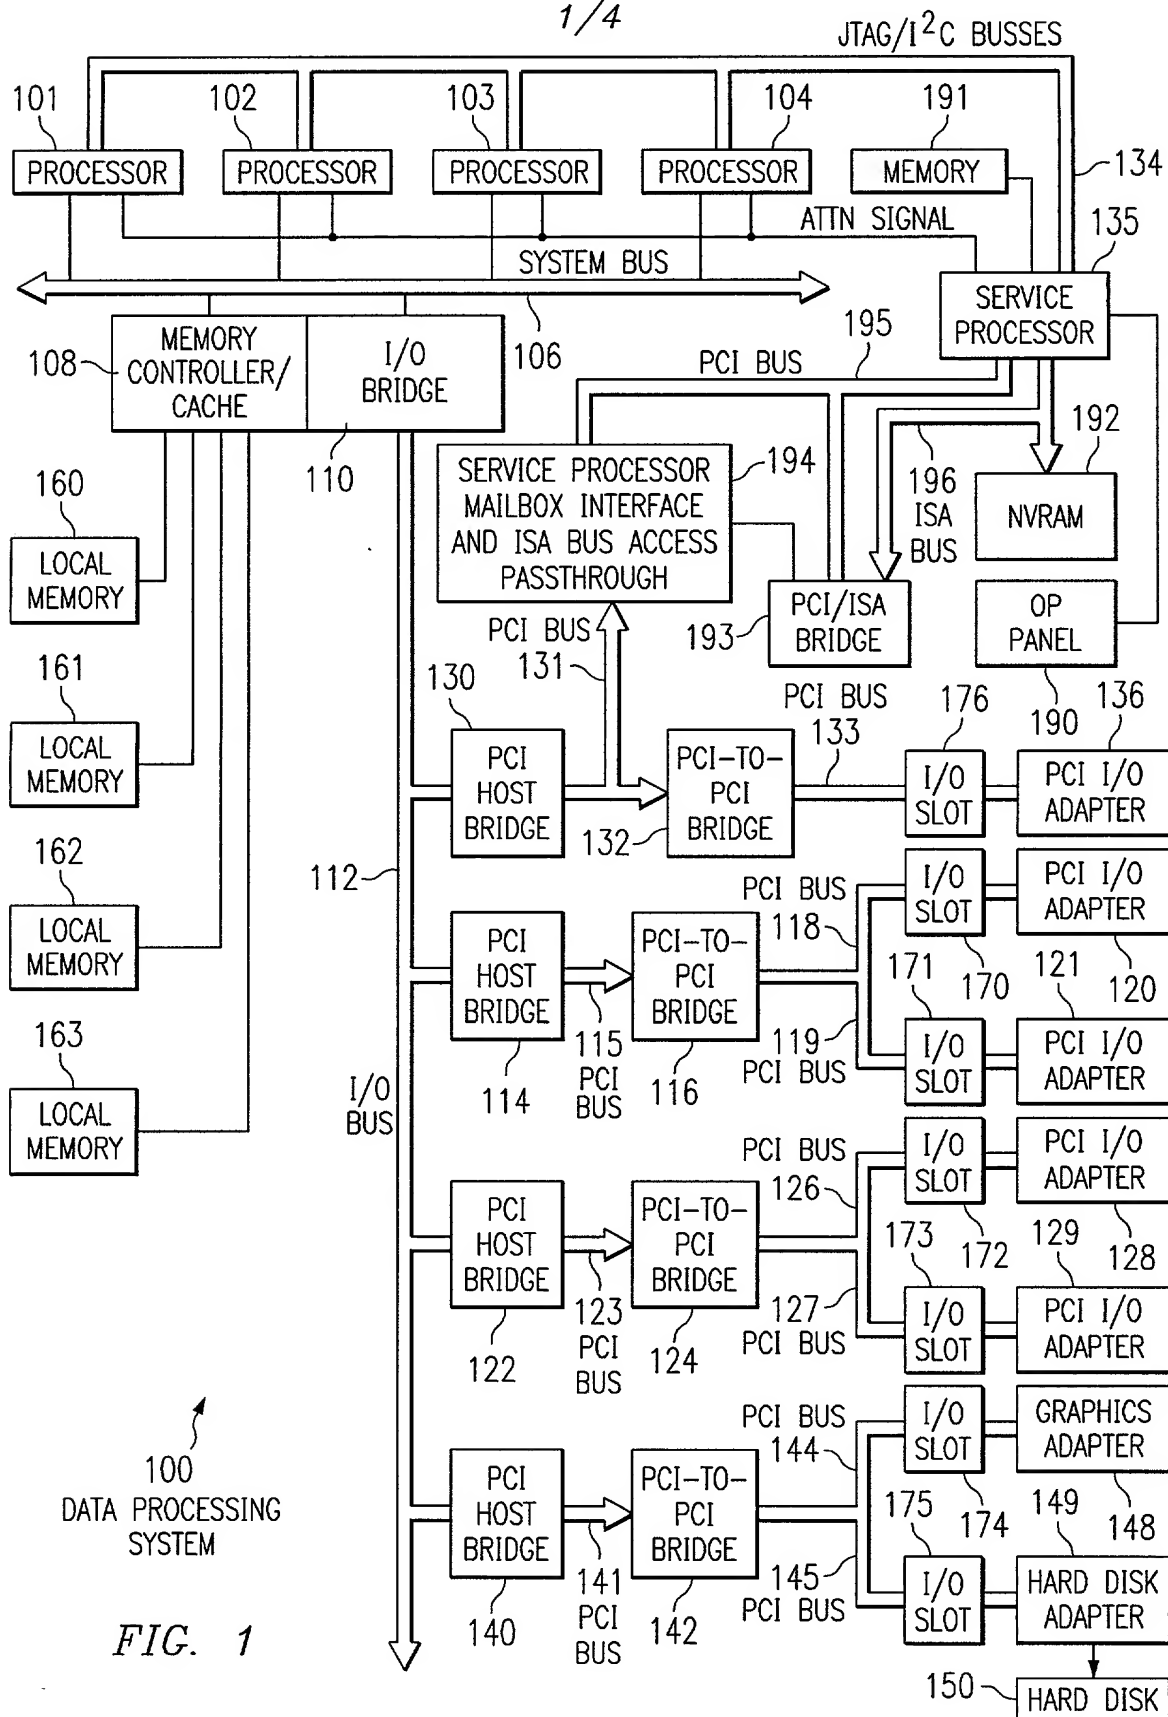 1/4
JTAG/I2C BUSSES
101
102
103
104
191
PROCESSOR
PROCESSOR
PROCESSOR
PROCESSOR
MEMORY
134
ATTN SIGNAL
135
SYSTEM BUS
SERVICE
PROCESSOR
108
MEMORY
CONTROLLER/
CACHE
I/O
BRIDGE
106
195
PCI BUS
110
192
SERVICE PROCESSOR
MAILBOX INTERFACE
AND ISA BUS ACCESS
PASSTHROUGH
194
196
ISA
BUS
NVRAM
160
LOCAL
MEMORY
PCI BUS
131
193
PCI/ISA
BRIDGE
OP
PANEL
190
161
LOCAL
MEMORY
130
PCI
HOST
BRIDGE
PCI-TO-
PCI
BRIDGE
132
PCI BUS
133
176
I/O
SLOT
136
PCI I/O
ADAPTER
162
LOCAL
MEMORY
112
PCI
HOST
BRIDGE
114
115
PCI
BUS
PCI-TO-
PCI
BRIDGE
116
PCI BUS
118
I/O
SLOT
170
PCI I/O
ADAPTER
120
119
PCI BUS
171
I/O
SLOT
121
PCI I/O
ADAPTER
163
LOCAL
MEMORY
I/O
BUS
PCI
HOST
BRIDGE
122
123
PCI
BUS
PCI-TO-
PCI
BRIDGE
124
PCI BUS
126
I/O
SLOT
172
PCI I/O
ADAPTER
128
127
PCI BUS
173
I/O
SLOT
129
PCI I/O
ADAPTER
100
DATA PROCESSING
SYSTEM
PCI
HOST
BRIDGE
140
141
PCI
BUS
PCI-TO-
PCI
BRIDGE
142
PCI BUS
144
I/O
SLOT
174
GRAPHICS
ADAPTER
148
145
PCI BUS
175
I/O
SLOT
149
HARD DISK
ADAPTER
150
HARD DISK
FIG. 1